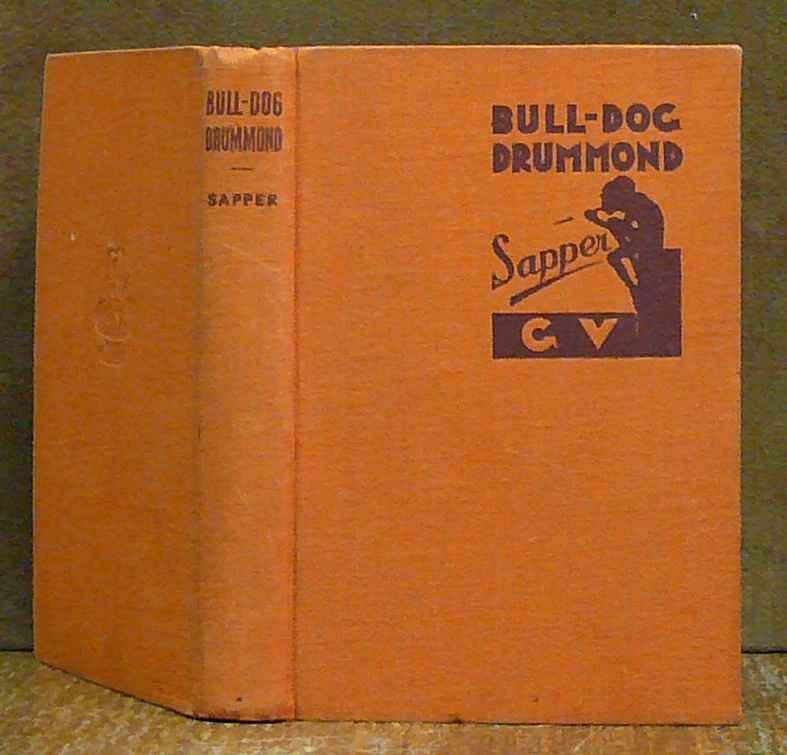 BULL-DOG
DRUMMOND
SAPPER
BULL-DOG
DRUMMOND
Sapper
G V